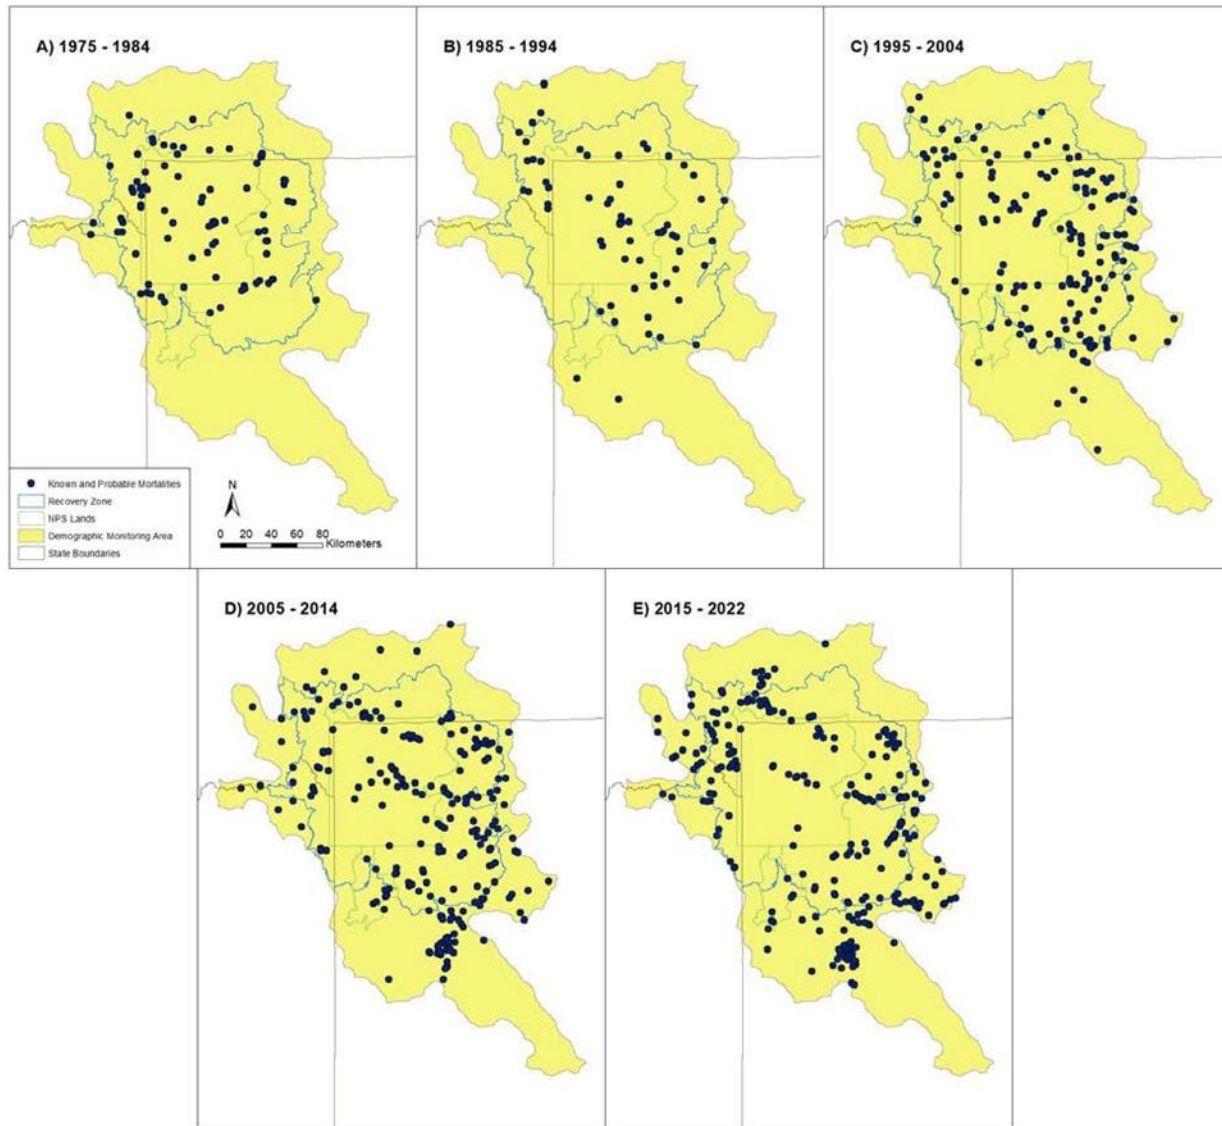 A) 1975 - 1984
B) 1985 - 1994
C) 1995 - 2004
Known and Probable Mortalities
Recovery Zone
NPS Lands
Demographic Monitoring Area
State Boundaries
N
0 20 40 60 80
Kilometers
D) 2005 - 2014
E) 2015 - 2022